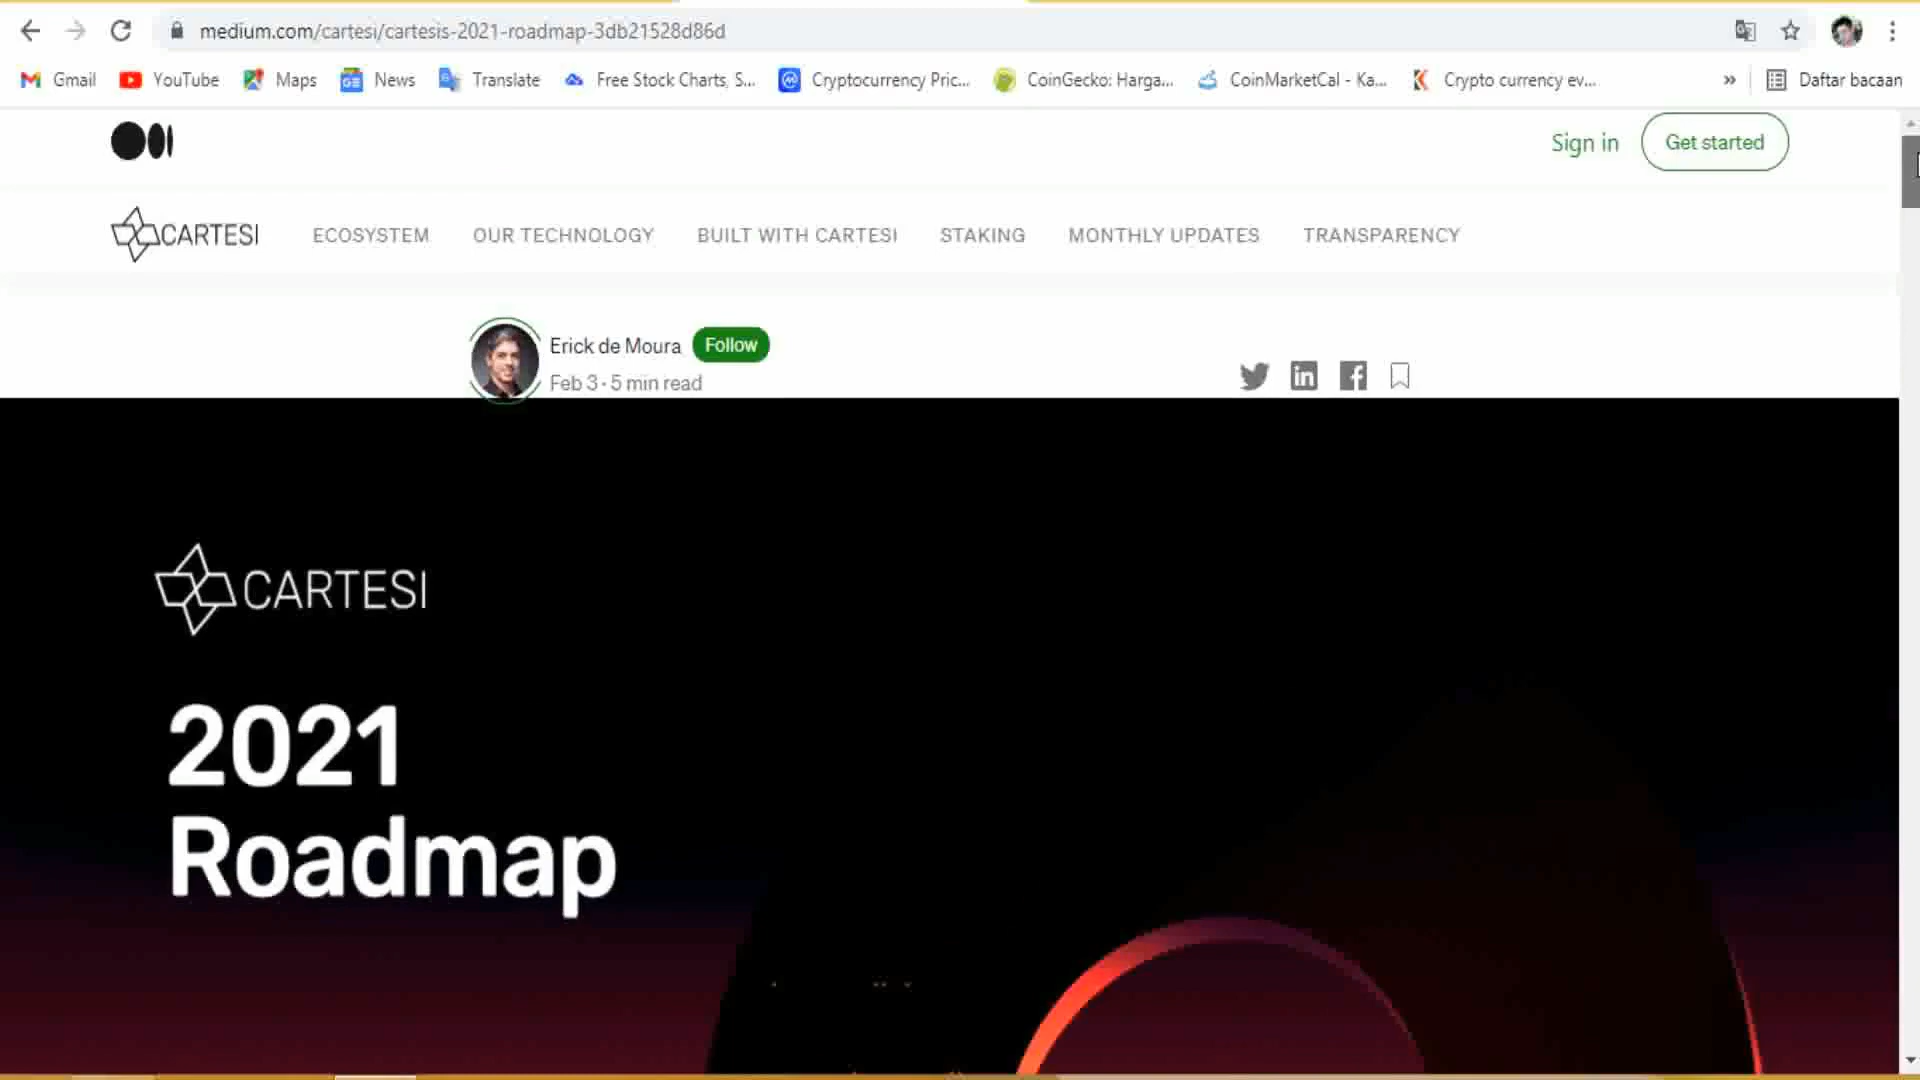 medium.com/cartesi/cartesis-2021-roadmap-3db21528d86d
Gmail YouTube Maps News Translate Free Stock Charts, S... Cryptocurrency Pric... CoinGecko: Harga... CoinMarketCal - Ka... Crypto currency ev... » Daftar bacaan
Sign in Get started
CARTESI ECOSYSTEM OUR TECHNOLOGY BUILT WITH CARTESI STAKING MONTHLY UPDATES TRANSPARENCY
Erick de Moura Follow
Feb 3 · 5 min read
CARTESI
2021
Roadmap